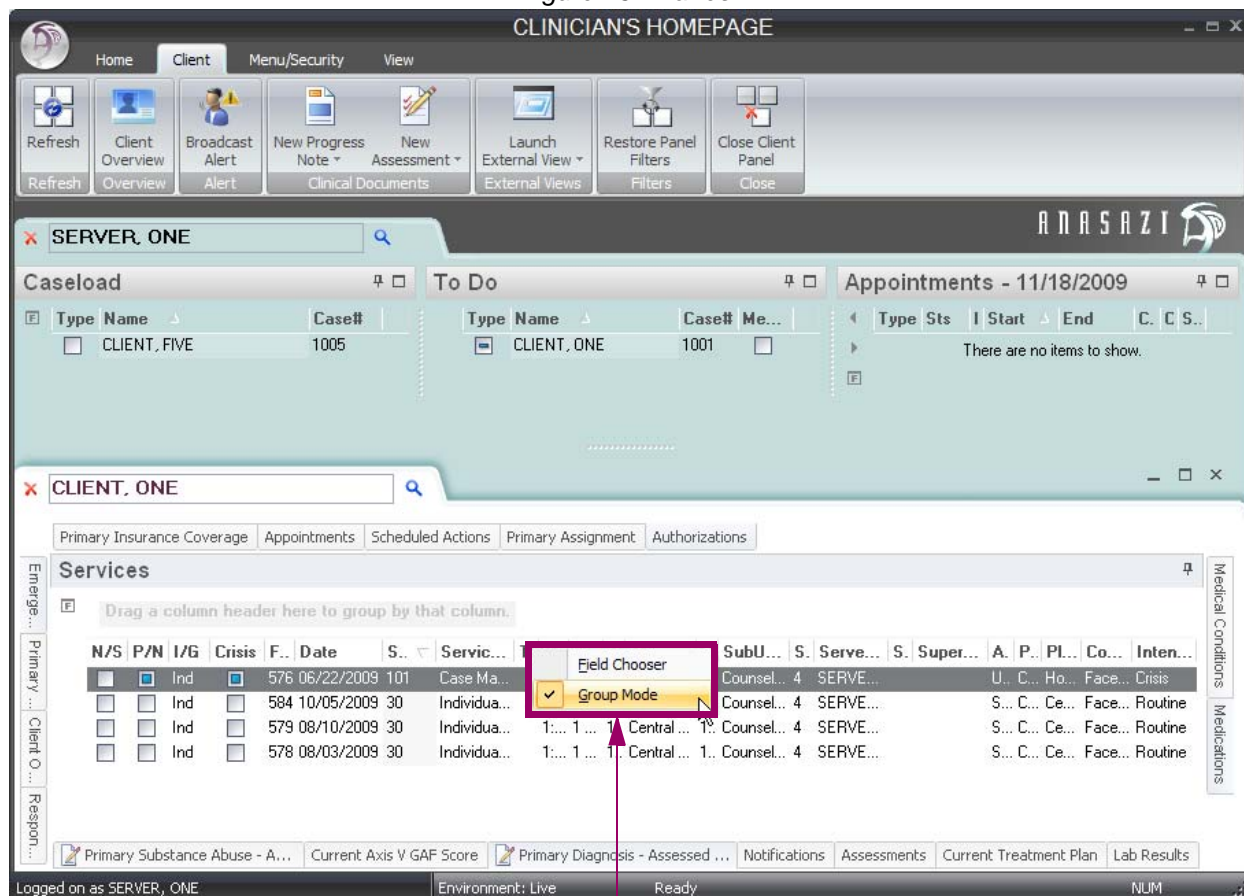 CLINICIAN'S HOMEPAGE
Home Client Menu/Security View
Refresh Client Overview Broadcast Alert New Progress Note New Assessment Launch External View Restore Panel Filters Close Client Panel
Refresh Overview Alert Clinical Documents External Views Filters Close
SERVER, ONE
ANASAZI
Caseload To Do Appointments - 11/18/2009
Type Name Case# Type Name Case# Me... Type Sts I Start End C. C S..
CLIENT, FIVE 1005 CLIENT, ONE 1001 There are no items to show.
CLIENT, ONE
Primary Insurance Coverage Appointments Scheduled Actions Primary Assignment Authorizations
Services
Drag a column header here to group by that column.
N/S P/N I/G Crisis F.. Date S.. Servic... SubU... S. Serve... S. Super... A. P.. Pl... Co... Inten...
Ind 576 06/22/2009 101 Case Ma... Counsel... 4 SERVE... U... C... Ho... Face... Crisis
Ind 584 10/05/2009 30 Individua... Counsel... 4 SERVE... S... C... Ce... Face... Routine
Ind 579 08/10/2009 30 Individua... 1:... 1 ... 1.. Central ... 1.. Counsel... 4 SERVE... S... C... Ce... Face... Routine
Ind 578 08/03/2009 30 Individua... 1:... 1 ... 1.. Central ... 1.. Counsel... 4 SERVE... S... C... Ce... Face... Routine
Field Chooser
Group Mode
Emerge...
Primary ...
Client O...
Respon...
Medical Conditions
Medications
Primary Substance Abuse - A... Current Axis V GAF Score Primary Diagnosis - Assessed ... Notifications Assessments Current Treatment Plan Lab Results
Logged on as SERVER, ONE Environment: Live Ready NUM